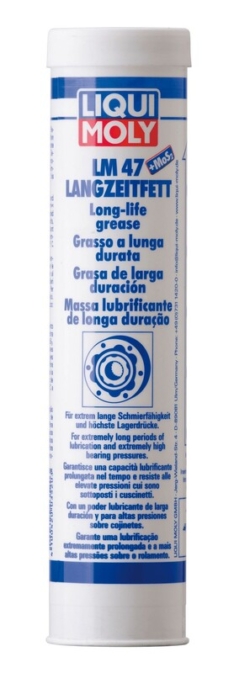 LIQUI
MOLY
LM 47
+MoS₂
LANGZEITFETT
Long-life
grease
Grasso a lunga
durata
Grasa de larga
duración
Massa lubrificante
de longa duração
Für extrem lange Schmierfähigkeit
und höchste Lagerdrücke.
For extremely long periods of
lubrication and extremely high
bearing pressures.
Garantisce una capacità lubrificante
prolungata nel tempo e resiste alle
elevate pressioni cui sono
sottoposti i cuscinetti.
Con un poder lubricante de larga
duración y para altas presiones
sobre cojinetes.
Garante uma lubrificação
extremamente prolongada e a mais
altas pressões sobre o rolamento.
LIQUI MOLY GMBH